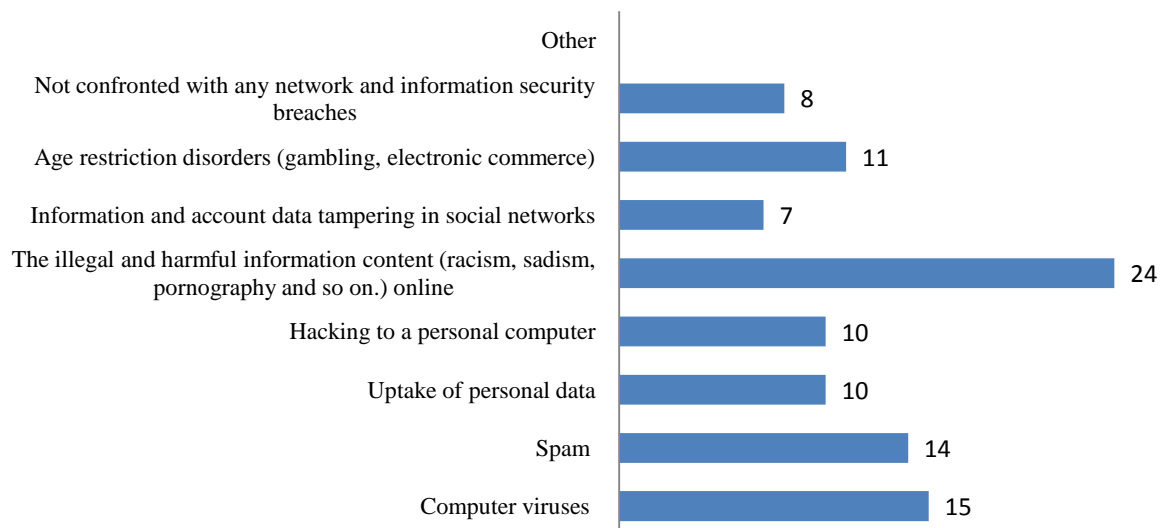 Other
Not confronted with any network and information security
breaches
8
Age restriction disorders (gambling, electronic commerce)
11
Information and account data tampering in social networks
7
The illegal and harmful information content (racism, sadism,
pornography and so on.) online
24
Hacking to a personal computer
10
Uptake of personal data
10
Spam
14
Computer viruses
15